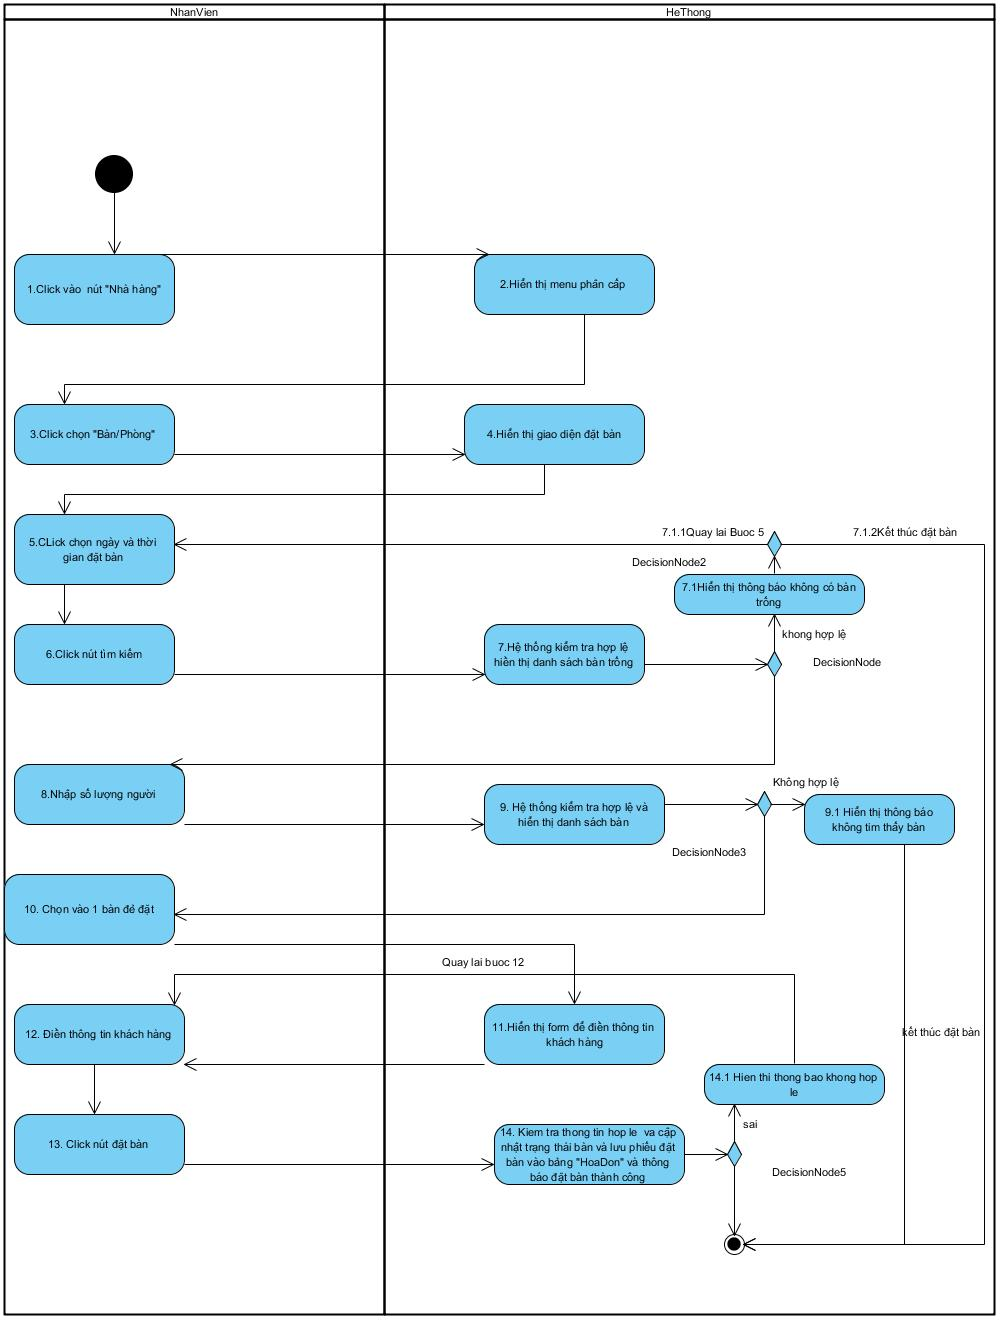 NhanVien
HeThong
1.Click vào nút "Nhà hàng"
2.Hiển thị menu phân cấp
3.Click chọn "Bàn/Phòng"
4.Hiển thị giao diện đặt bàn
5.CLick chọn ngày và thời
gian đặt bàn
7.1.1Quay lai Buoc 5
7.1.2Kết thúc đặt bàn
DecisionNode2
7.1Hiển thị thông báo không có bàn
trống
khong hợp lệ
6.Click nút tìm kiếm
7.Hệ thống kiểm tra hợp lệ
hiển thị danh sách bàn trống
DecisionNode
8.Nhập số lượng người
9. Hệ thống kiểm tra hợp lệ và
hiển thị danh sách bàn
Không hợp lệ
9.1 Hiển thị thông báo
không tim thấy bàn
DecisionNode3
10. Chọn vào 1 bàn để đặt
Quay lai buoc 12
12. Điền thông tin khách hàng
11.Hiển thị form để điền thông tin
khách hàng
kết thúc đặt bàn
14.1 Hien thi thong bao khong hop
le
sai
13. Click nút đặt bàn
14. Kiem tra thong tin hop le va cập
nhật trạng thái bàn và lưu phiếu đặt
bàn vào bảng "HoaDon" và thông
báo đặt bàn thành công
DecisionNode5